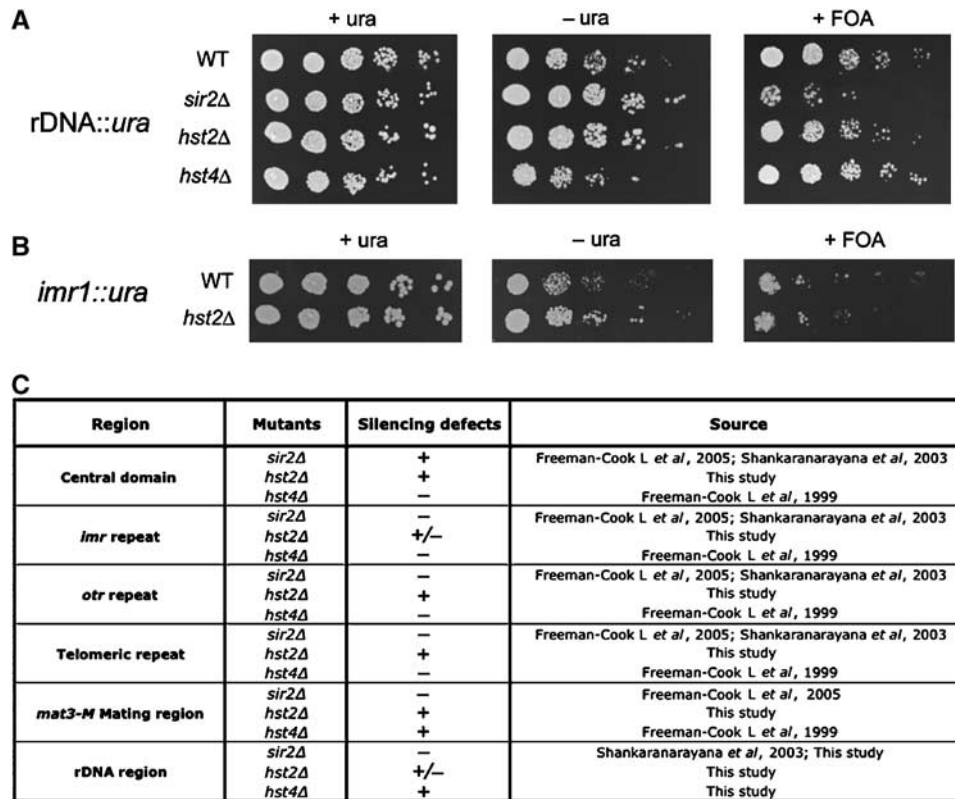 A
+ ura
– ura
+ FOA
rDNA::ura
WT
sir2Δ
hst2Δ
hst4Δ
B
+ ura
– ura
+ FOA
imr1::ura
WT
hst2Δ
C
Region Mutants Silencing defects Source
Central domain
sir2Δ + Freeman-Cook L et al, 2005; Shankaranarayana et al, 2003
hst2Δ + This study
hst4Δ – Freeman-Cook L et al, 1999
imr repeat
sir2Δ – Freeman-Cook L et al, 2005; Shankaranarayana et al, 2003
hst2Δ +/– This study
hst4Δ – Freeman-Cook L et al, 1999
otr repeat
sir2Δ – Freeman-Cook L et al, 2005; Shankaranarayana et al, 2003
hst2Δ + This study
hst4Δ – Freeman-Cook L et al, 1999
Telomeric repeat
sir2Δ – Freeman-Cook L et al, 2005; Shankaranarayana et al, 2003
hst2Δ + This study
hst4Δ – Freeman-Cook L et al, 1999
mat3-M Mating region
sir2Δ – Freeman-Cook L et al, 2005
hst2Δ + This study
hst4Δ + Freeman-Cook L et al, 1999
rDNA region
sir2Δ – Shankaranarayana et al, 2003; This study
hst2Δ +/– This study
hst4Δ + This study